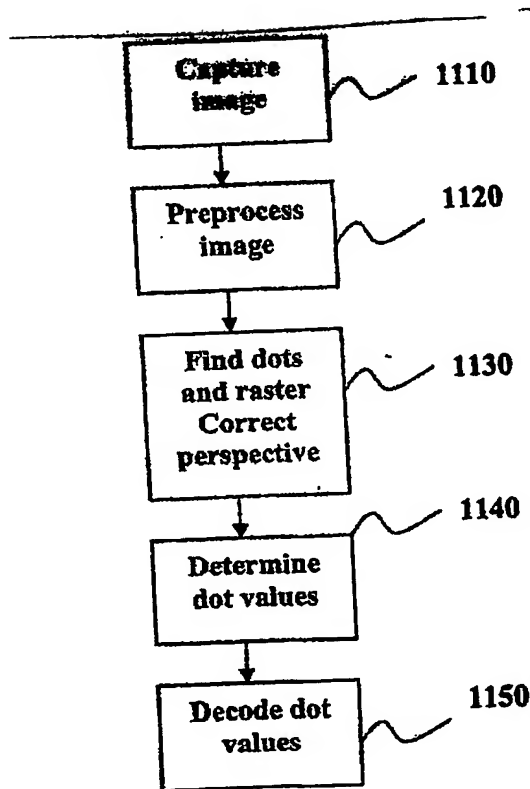 Capture
image
1110
Preprocess
image
1120
Find dots
and raster
Correct
perspective
1130
Determine
dot values
1140
Decode dot
values
1150